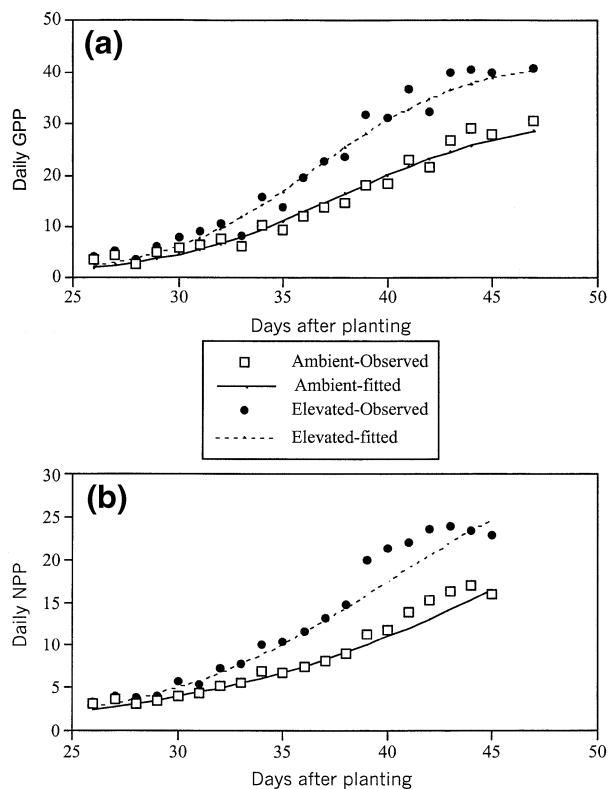 (a)
50
40
30
20
10
0
Daily GPP
25 30 35 40 45 50
Days after planting
Ambient-Observed
Ambient-fitted
Elevated-Observed
Elevated-fitted
(b)
30
25
20
15
10
5
0
Daily NPP
25 30 35 40 45 50
Days after planting